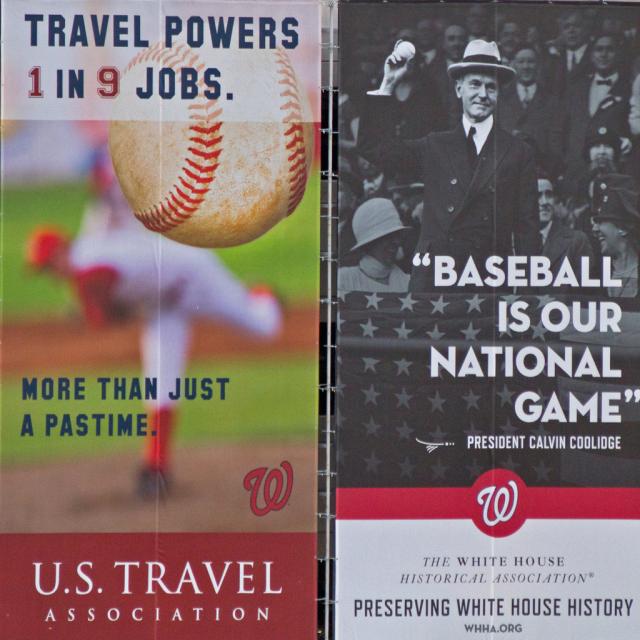 TRAVEL POWERS
1 IN 9 JOBS.
MORE THAN JUST
A PASTIME.
W
U.S. TRAVEL
ASSOCIATION
"BASEBALL
IS OUR
NATIONAL
GAME"
PRESIDENT CALVIN COOLIDGE
W
THE WHITE HOUSE
HISTORICAL ASSOCIATION®
PRESERVING WHITE HOUSE HISTORY
WHHA.ORG